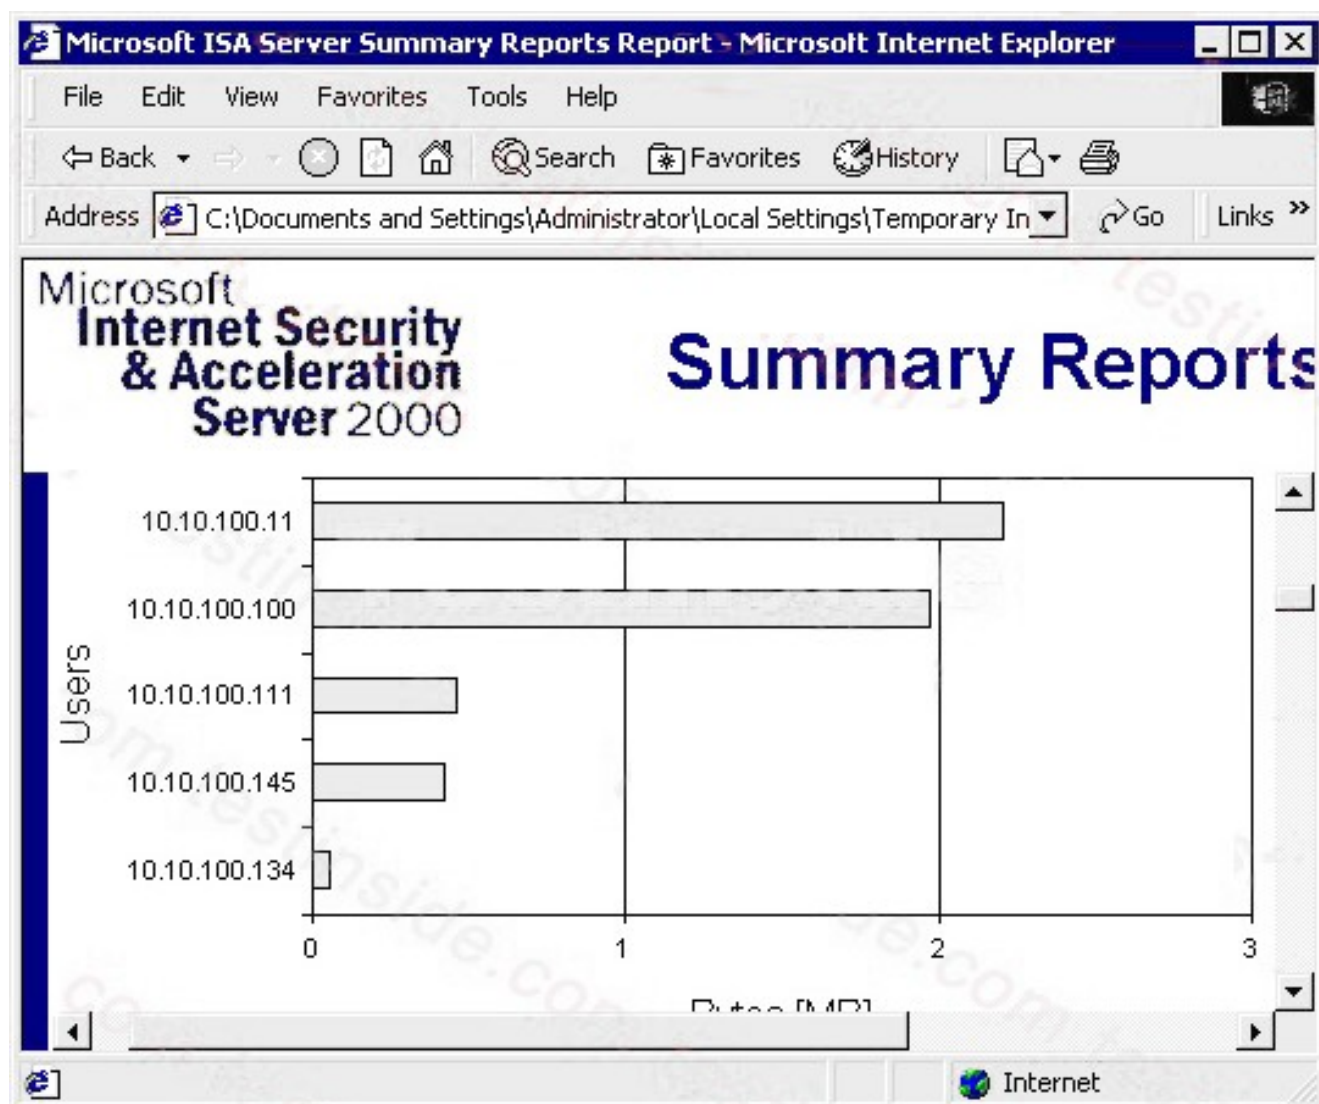 Microsoft ISA Server Summary Reports Report - Microsoft Internet Explorer
File Edit View Favorites Tools Help
Back Search Favorites History
Address C:\Documents and Settings\Administrator\Local Settings\Temporary In Go Links »
Microsoft
Internet Security
& Acceleration
Server 2000
Summary Reports
Users
10.10.100.11
10.10.100.100
10.10.100.111
10.10.100.145
10.10.100.134
0 1 2 3
Bytes [MB]
Internet